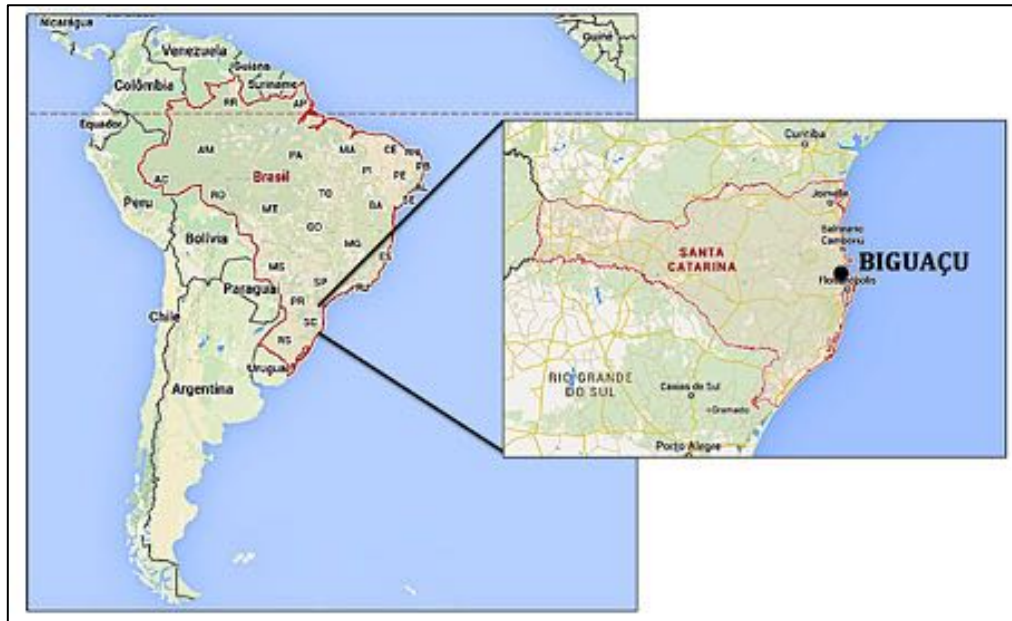 Nicarágua
Venezuela
Guiana
Suriname
Guiné
Colômbia
RR
AP
Equador
AM
PA
MA
CE
RN
PB
PI
PE
AL
SE
Brasil
AC
TO
RO
BA
Peru
MT
GO
Bolívia
MG
ES
MS
SP
RJ
Paraguai
PR
Chile
SC
RS
Uruguai
Argentina
Curitiba
Joinville
Balneário
Camboriú
SANTA
CATARINA
BIGUAÇU
Florianópolis
RIO GRANDE
DO SUL
Caxias do Sul
Gramado
Porto Alegre